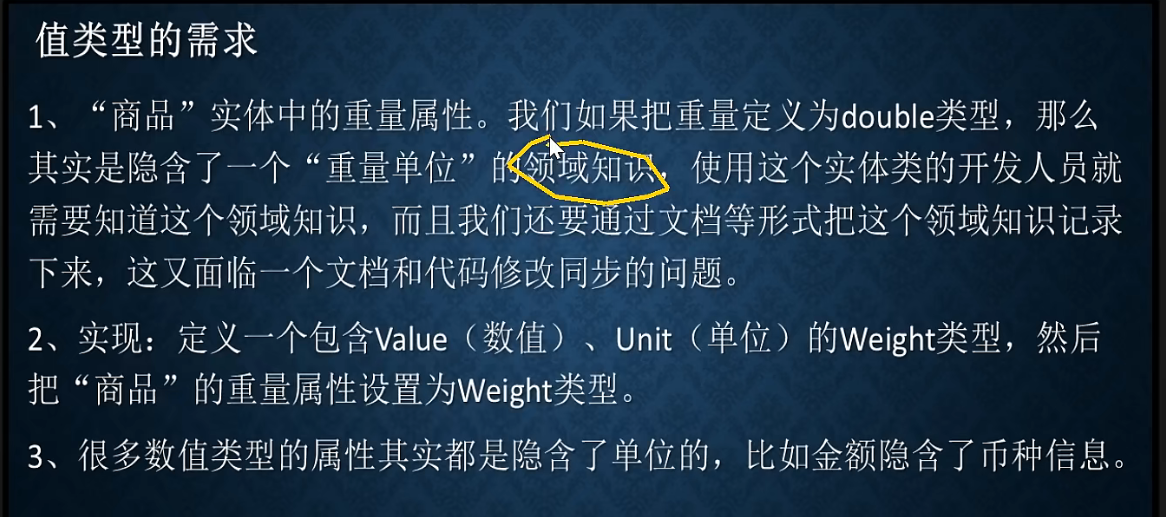 值类型的需求
1、“商品”实体中的重量属性。我们如果把重量定义为double类型，那么
其实是隐含了一个“重量单位”的领域知识，使用这个实体类的开发人员就
需要知道这个领域知识，而且我们还要通过文档等形式把这个领域知识记录
下来，这又面临一个文档和代码修改同步的问题。
2、实现：定义一个包含Value（数值）、Unit（单位）的Weight类型，然后
把“商品”的重量属性设置为Weight类型。
3、很多数值类型的属性其实都是隐含了单位的，比如金额隐含了币种信息。